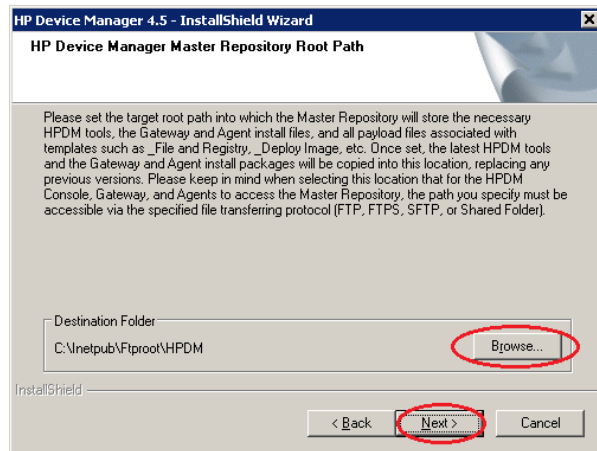 HP Device Manager 4.5 - InstallShield Wizard
HP Device Manager Master Repository Root Path
Please set the target root path into which the Master Repository will store the necessary
HPDM tools, the Gateway and Agent install files, and all payload files associated with
templates such as _File and Registry, _Deploy Image, etc. Once set, the latest HPDM tools
and the Gateway and Agent install packages will be copied into this location, replacing any
previous versions. Please keep in mind when selecting this location that for the HPDM
Console, Gateway, and Agents to access the Master Repository, the path you specify must be
accessible via the specified file transferring protocol (FTP, FTPS, SFTP, or Shared Folder).
Destination Folder
C:\Inetpub\Ftproot\HPDM
Browse...
InstallShield
< Back
Next >
Cancel